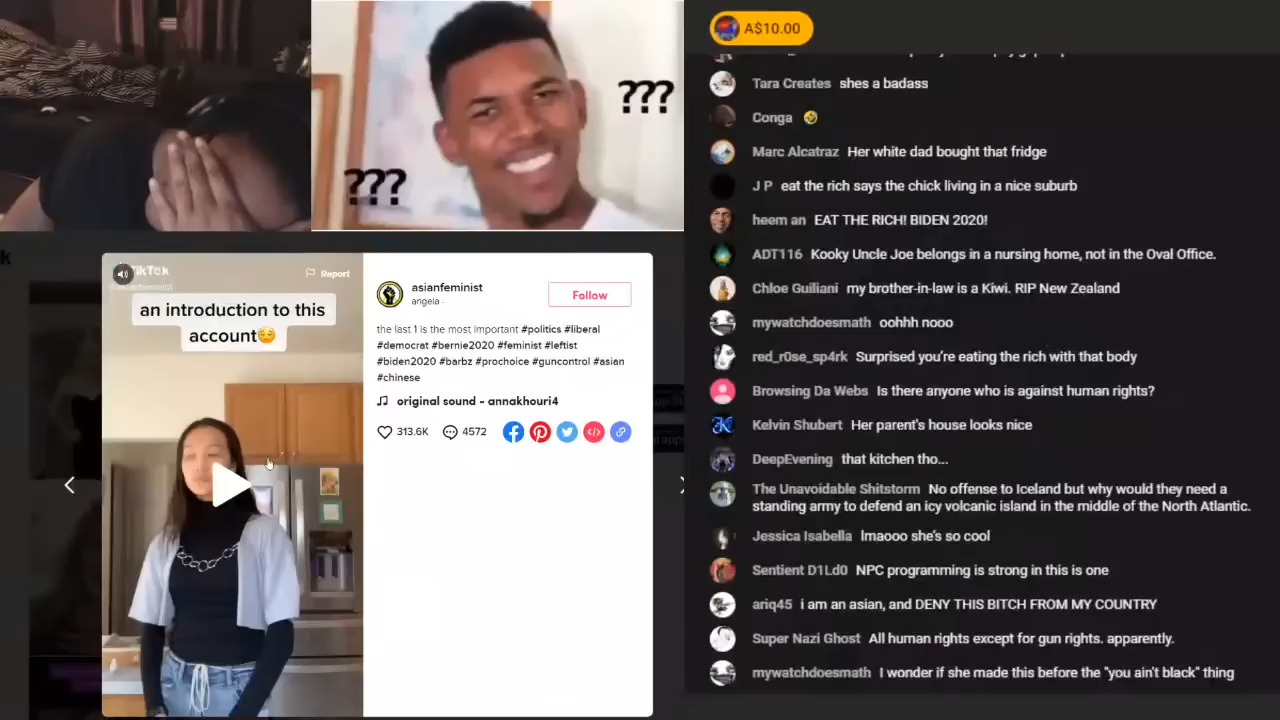 ???
???
A$10.00
Tara Creates shes a badass
Conga 🤣
Marc Alcatraz Her white dad bought that fridge
J P eat the rich says the chick living in a nice suburb
heem an EAT THE RICH! BIDEN 2020!
ADT116 Kooky Uncle Joe belongs in a nursing home, not in the Oval Office.
Chloe Guiliani my brother-in-law is a Kiwi. RIP New Zealand
mywatchdoesmath oohhh nooo
red_r0se_sp4rk Surprised you're eating the rich with that body
Browsing Da Webs Is there anyone who is against human rights?
Kelvin Shubert Her parent's house looks nice
DeepEvening that kitchen tho...
The Unavoidable Shitstorm No offense to Iceland but why would they need a
standing army to defend an icy volcanic island in the middle of the North Atlantic.
Jessica Isabella lmaooo she's so cool
Sentient D1Ld0 NPC programming is strong in this is one
ariq45 i am an asian, and DENY THIS BITCH FROM MY COUNTRY
Super Nazi Ghost All human rights except for gun rights. apparently.
mywatchdoesmath I wonder if she made this before the "you ain't black" thing
TikTok
Report
an introduction to this
account😔
asianfeminist
angela ·
Follow
the last 1 is the most important #politics #liberal
#democrat #bernie2020 #feminist #leftist
#biden2020 #barbz #prochoice #guncontrol #asian
#chinese
original sound - annakhouri4
313.6K
4572